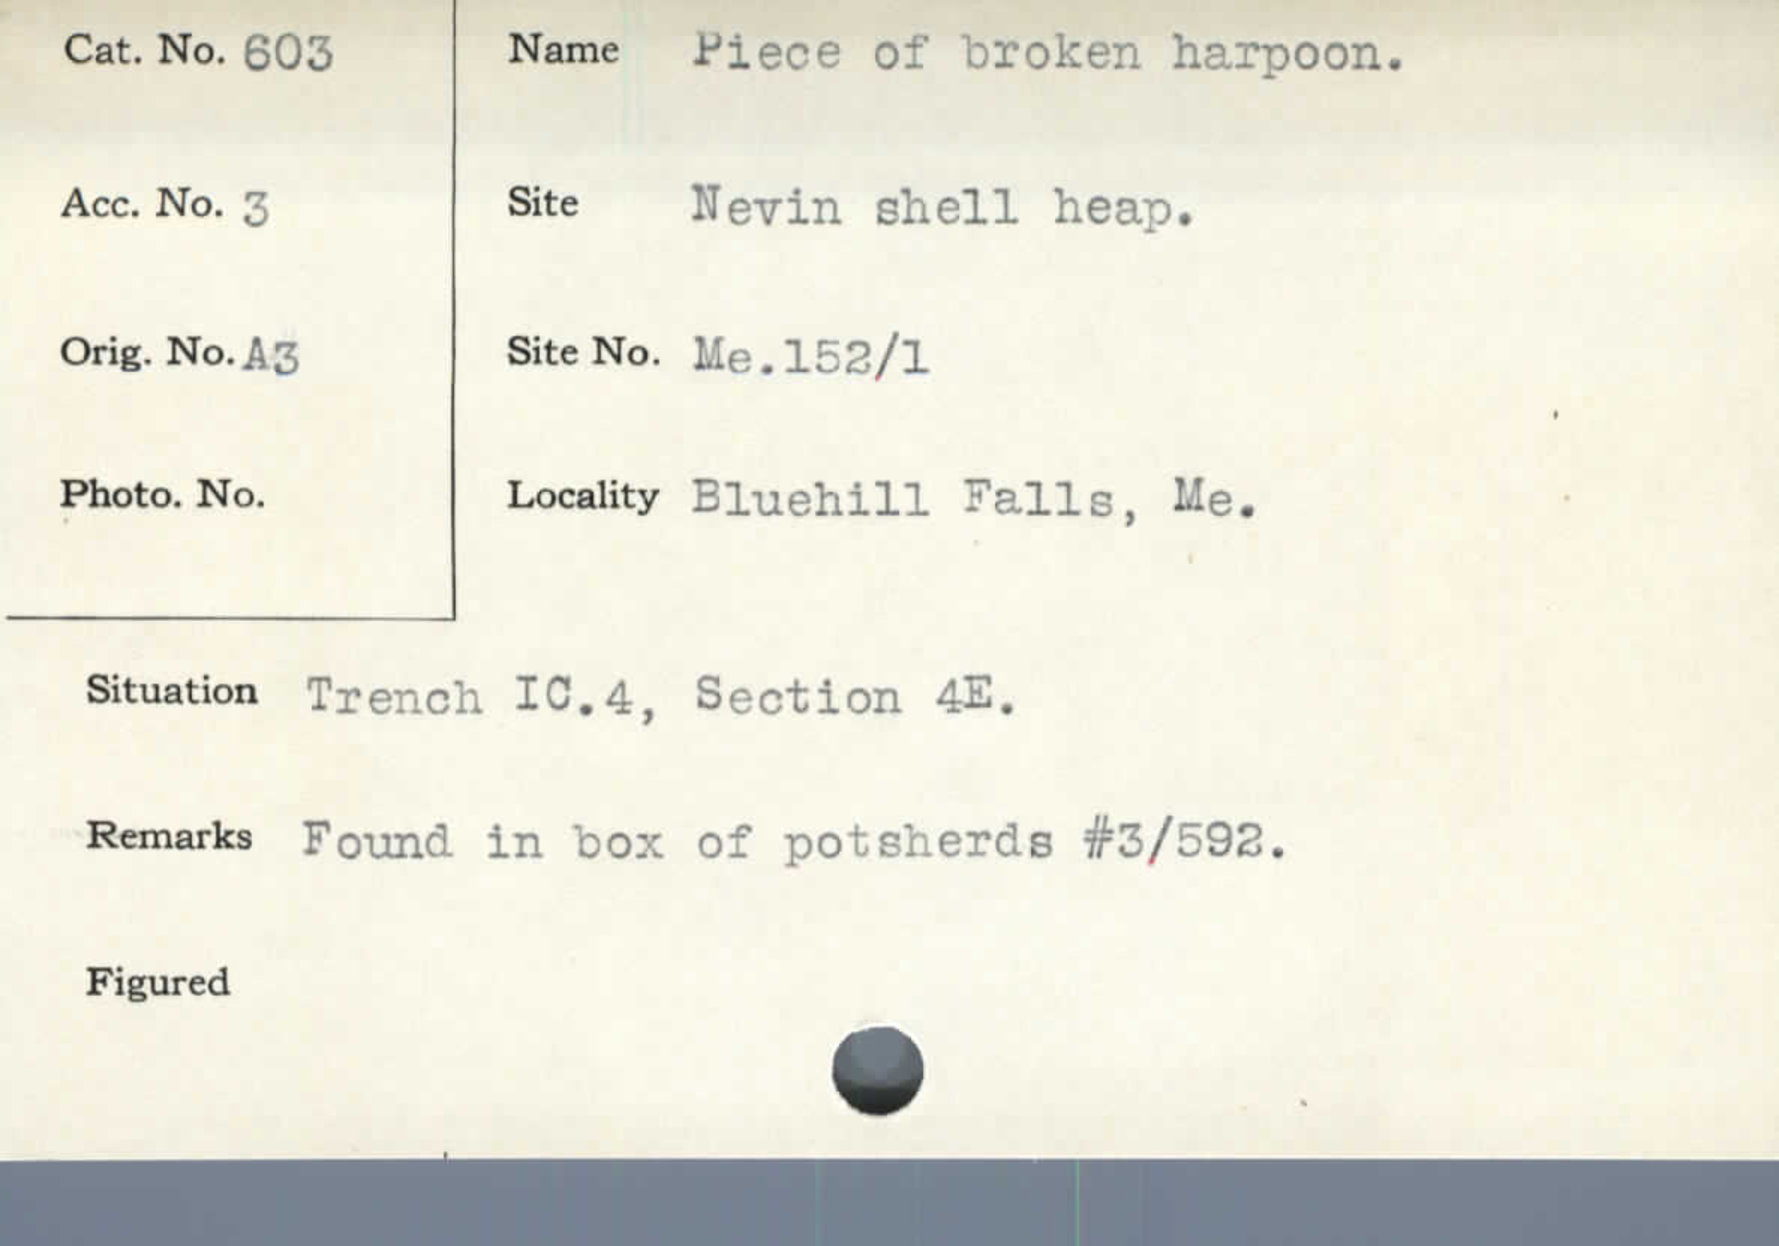 Cat. No. 603
Name Piece of broken harpoon.
Acc. No. 3
Site Nevin shell heap.
Orig. No. A3
Site No. Me.152/1
Photo. No.
Locality Bluehill Falls, Me.
Situation Trench IC.4, Section 4E.
Remarks Found in box of potsherds #3/592.
Figured